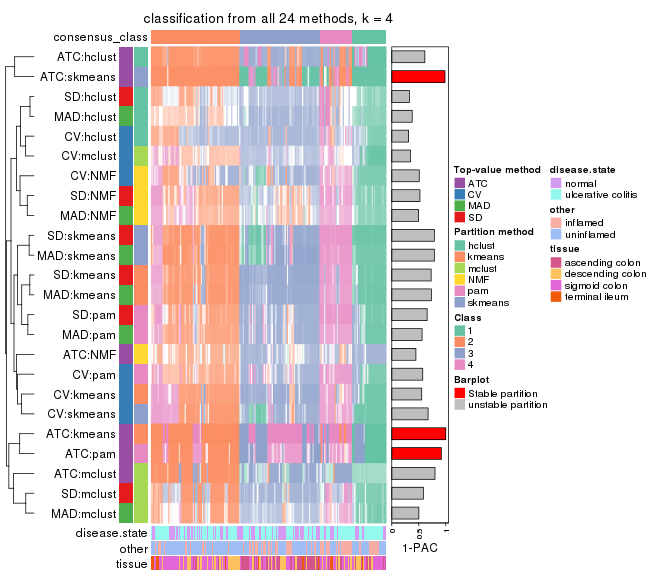 classification from all 24 methods, k = 4
consensus_class
ATC:hclust
ATC:skmeans
SD:hclust
MAD:hclust
CV:hclust
CV:mclust
CV:NMF
SD:NMF
MAD:NMF
SD:skmeans
MAD:skmeans
SD:kmeans
MAD:kmeans
SD:pam
MAD:pam
ATC:NMF
CV:pam
CV:kmeans
CV:skmeans
ATC:kmeans
ATC:pam
ATC:mclust
SD:mclust
MAD:mclust
disease.state
other
tissue
0
0.5
1
1-PAC
Top-value method
ATC
CV
MAD
SD
Partition method
hclust
kmeans
mclust
NMF
pam
skmeans
Class
1
2
3
4
Barplot
Stable partition
unstable partition
disease.state
normal
ulcerative colitis
other
inflamed
uninflamed
tissue
ascending colon
descending colon
sigmoid colon
terminal ileum